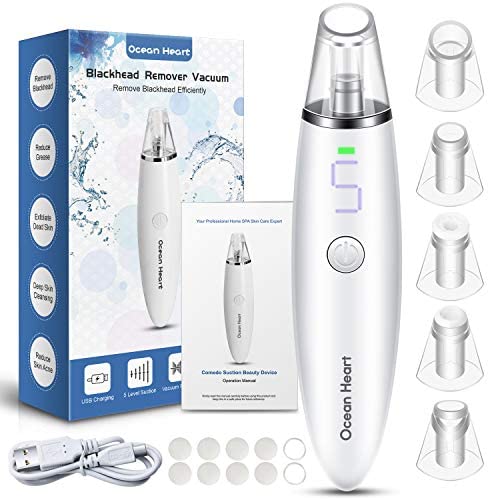 Ocean Heart
Blackhead Remover Vacuum
Remove Blackhead Efficiently
Remove
Blackhead
Reduce
Grease
Exfoliate
Dead Skin
Deep Skin
Cleansing
Reduce
Skin Acne
Ocean Heart
USB Charging
5 Level Suction
Vacuum
Your Professional Home SPA Skin Care Expert
Ocean Heart
Comedo Suction Beauty Device
Operation Manual
5
Ocean Heart